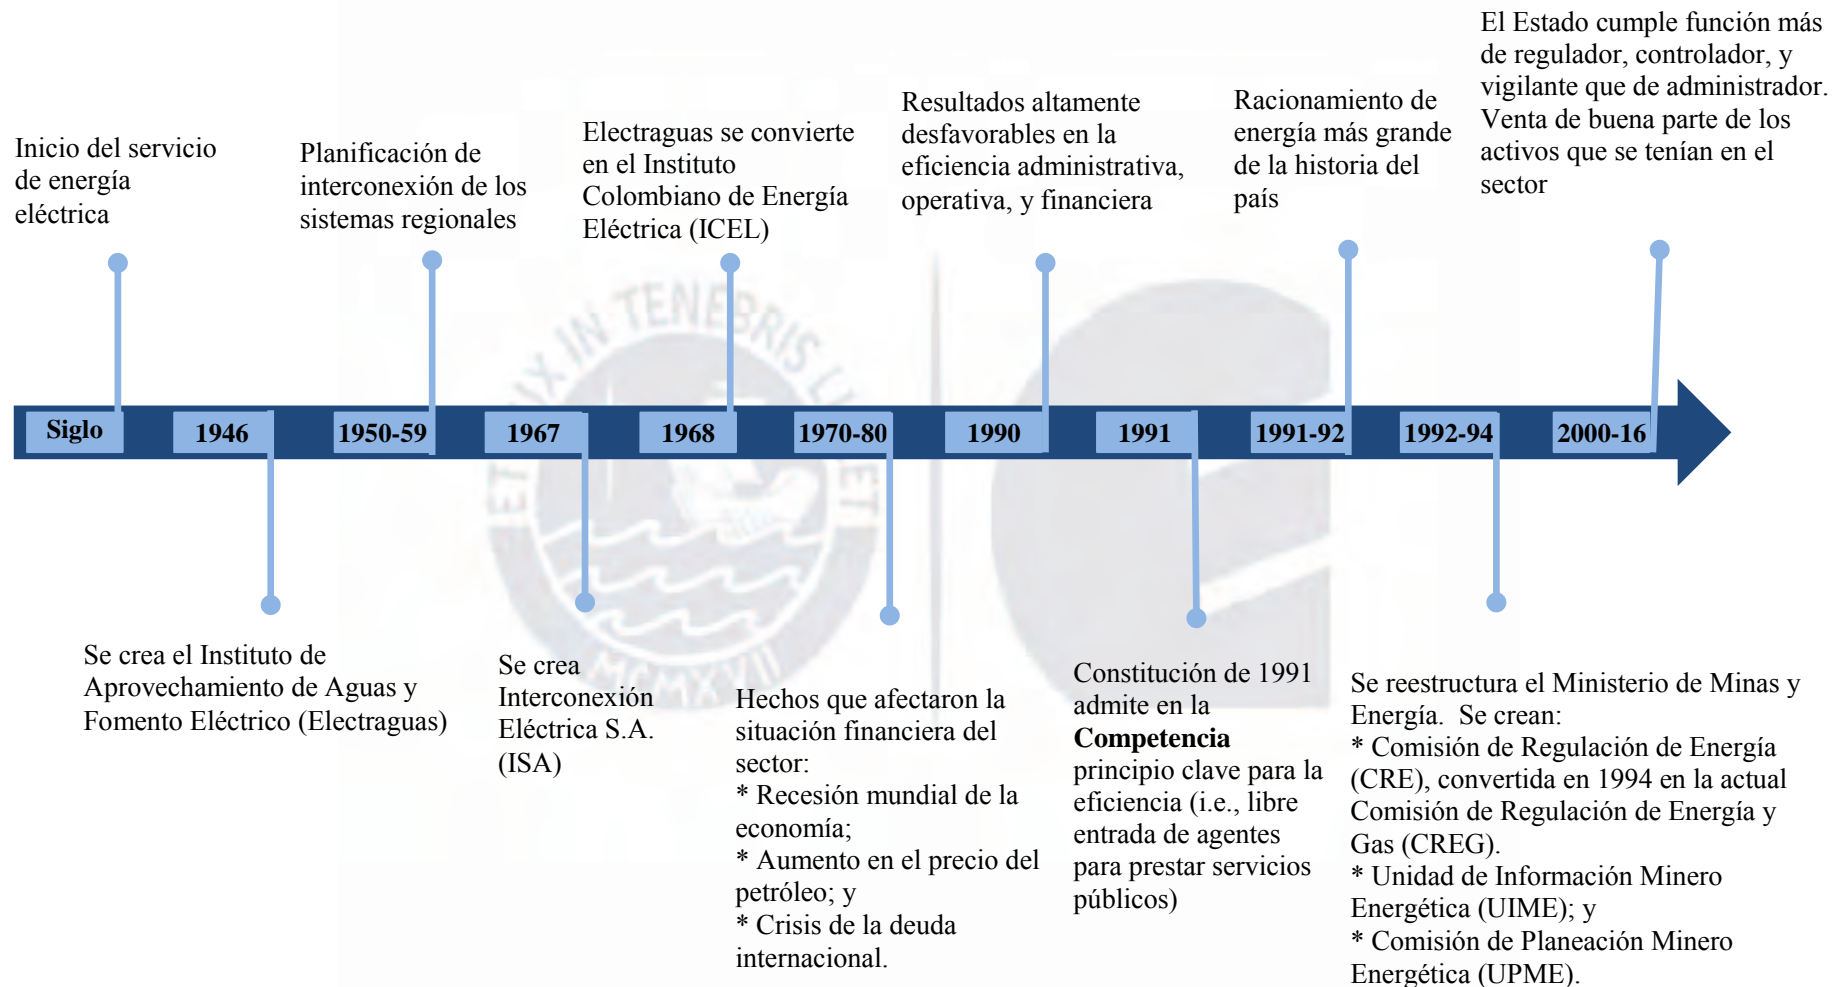 El Estado cumple función más
de regulador, controlador, y
vigilante que de administrador.
Venta de buena parte de los
activos que se tenían en el
sector
Inicio del servicio
de energía
eléctrica
Planificación de
interconexión de los
sistemas regionales
Electraguas se convierte
en el Instituto
Colombiano de Energía
Eléctrica (ICEL)
Resultados altamente
desfavorables en la
eficiencia administrativa,
operativa, y financiera
Racionamiento de
energía más grande
de la historia del
país
Siglo
1946
1950-59
1967
1968
1970-80
1990
1991
1991-92
1992-94
2000-16
Se crea el Instituto de
Aprovechamiento de Aguas y
Fomento Eléctrico (Electraguas)
Se crea
Interconexión
Eléctrica S.A.
(ISA)
Hechos que afectaron la
situación financiera del
sector:
* Recesión mundial de la
economía;
* Aumento en el precio del
petróleo; y
* Crisis de la deuda
internacional.
Constitución de 1991
admite en la
Competencia
principio clave para la
eficiencia (i.e., libre
entrada de agentes
para prestar servicios
públicos)
Se reestructura el Ministerio de Minas y
Energía.  Se crean:
* Comisión de Regulación de Energía
(CRE), convertida en 1994 en la actual
Comisión de Regulación de Energía y
Gas (CREG).
* Unidad de Información Minero
Energética (UIME); y
* Comisión de Planeación Minero
Energética (UPME).
ET
IN TENEBRIS
MCMXVII